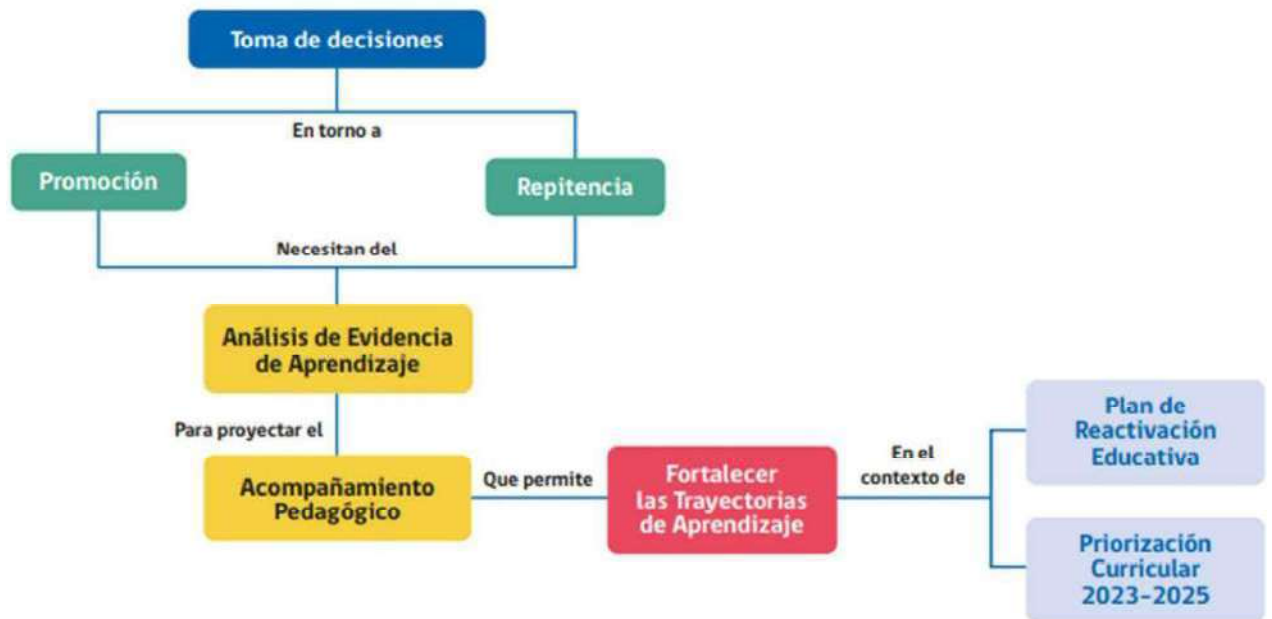 Toma de decisiones
En torno a
Promoción
Repitencia
Necesitan del
Análisis de Evidencia
de Aprendizaje
Para proyectar el
Acompañamiento
Pedagógico
Que permite
Fortalecer
las Trayectorias
de Aprendizaje
En el
contexto de
Plan de
Reactivación
Educativa
Priorización
Curricular
2023-2025